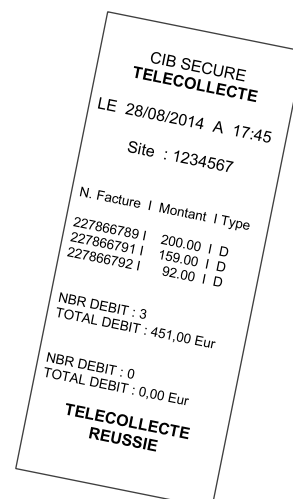 CIB SECURE
TELECOLLECTE
LE 28/08/2014 A 17:45
Site : 1234567
N. Facture I Montant I Type
227866789 I 200.00 I D
227866791 I 159.00 I D
227866792 I 92.00 I D
NBR DEBIT : 3
TOTAL DEBIT : 451,00 Eur
NBR DEBIT : 0
TOTAL DEBIT : 0,00 Eur
TELECOLLECTE
REUSSIE